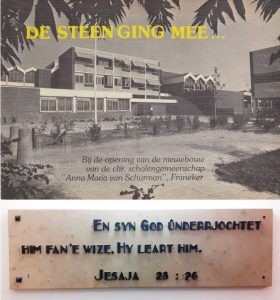 DE STEEN GING MEE...
Bij de opening van de nieuwbouw
van de chr. scholengemeenschap
"Anna Maria van Schurman", Franeker
EN SYN GOD ÛNDERRJOCHTET
HIM FAN'E WIZE, HY LEART HIM.
JESAJA 28 : 26